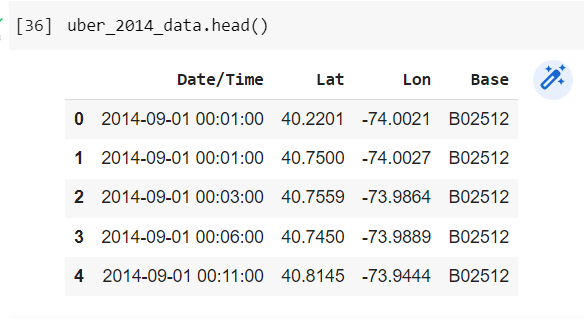 [36] uber_2014_data.head()
Date/Time Lat Lon Base
0 2014-09-01 00:01:00 40.2201 -74.0021 B02512
1 2014-09-01 00:01:00 40.7500 -74.0027 B02512
2 2014-09-01 00:03:00 40.7559 -73.9864 B02512
3 2014-09-01 00:06:00 40.7450 -73.9889 B02512
4 2014-09-01 00:11:00 40.8145 -73.9444 B02512